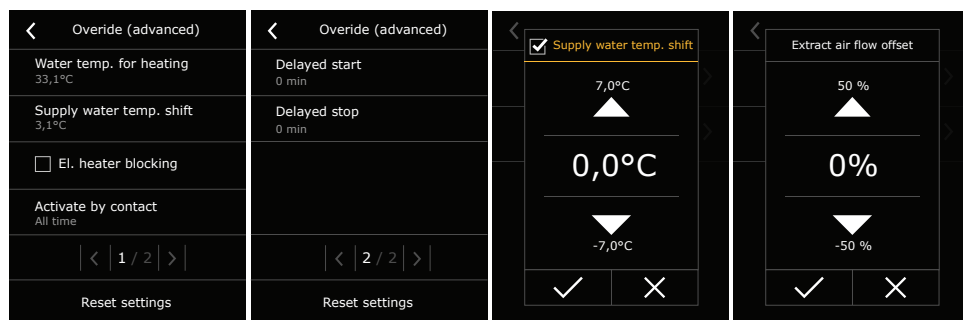 Overide (advanced)
Water temp. for heating
33,1°C
Supply water temp. shift
3,1°C
El. heater blocking
Activate by contact
All time
1 / 2
Reset settings
Overide (advanced)
Delayed start
0 min
Delayed stop
0 min
2 / 2
Reset settings
Supply water temp. shift
7,0°C
0,0°C
-7,0°C
Extract air flow offset
50 %
0%
-50 %